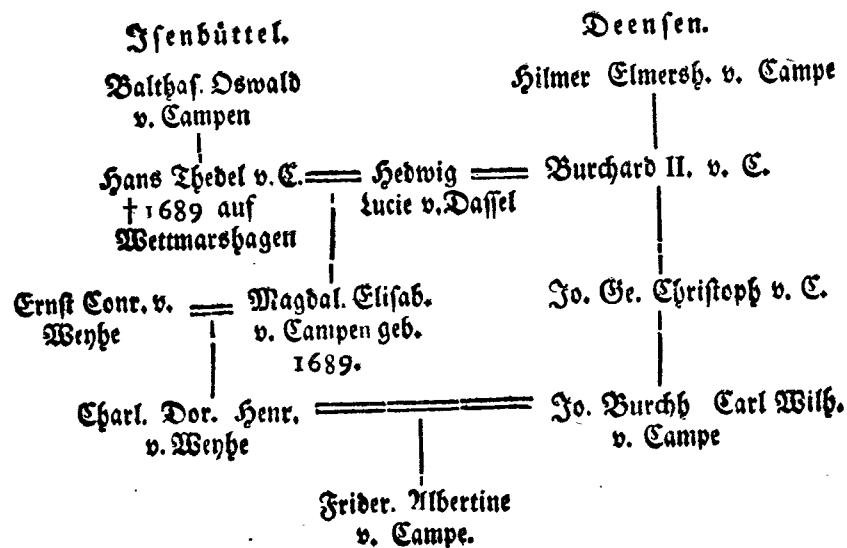 Iſenbüttel.
Deenſen.
Balthaſ. Oswald
v. Campen
Hilmer Elmersh. v. Campe
Hans Thedel v. C.
† 1689 auf
Wettmarshagen
Hedwig
Lucie v. Daſſel
Burchard II. v. C.
Ernſt Conr. v.
Weyhe
Magdal. Eliſab.
v. Campen geb.
1689.
Jo. Ge. Chriſtoph v. C.
Charl. Dor. Henr.
v. Weyhe
Jo. Burchh Carl Wilh.
v. Campe
Frider. Albertine
v. Campe.